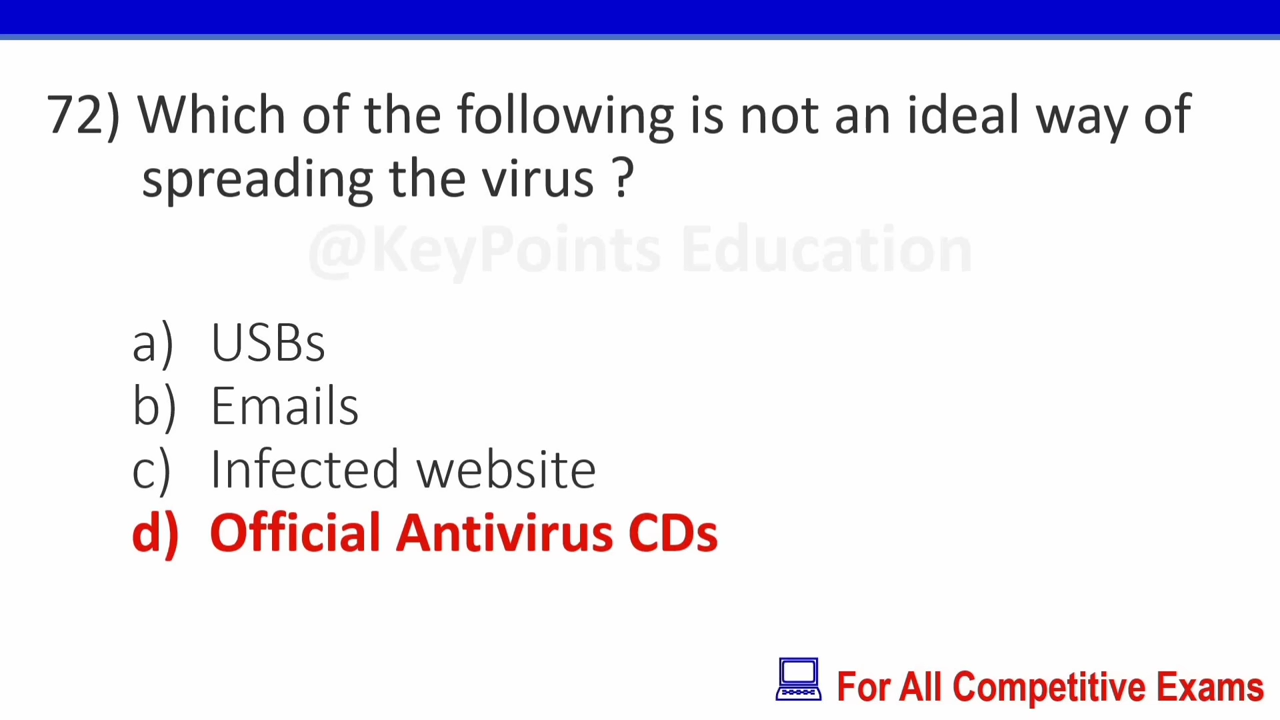 72) Which of the following is not an ideal way of
spreading the virus ?
@KeyPoints Education
a) USBs
b) Emails
c) Infected website
d) Official Antivirus CDs
For All Competitive Exams